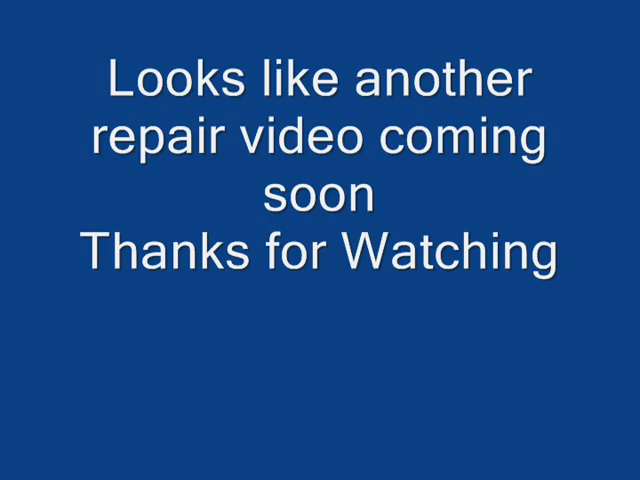 Looks like another
repair video coming
soon
Thanks for Watching